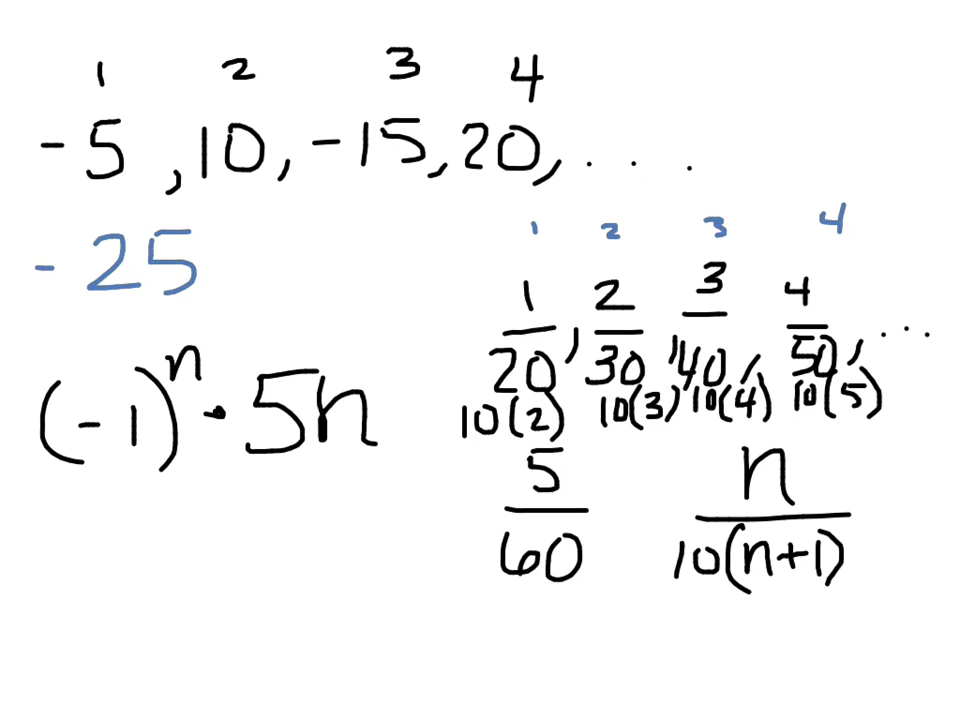 1 2 3 4
-5, 10, -15, 20, . . .
-25
(-1)^n · 5n
1 2 3 4
1/20, 2/30, 3/40, 4/50, . . .
10(2) 10(3) 10(4) 10(5)
5/60
n/10(n+1)